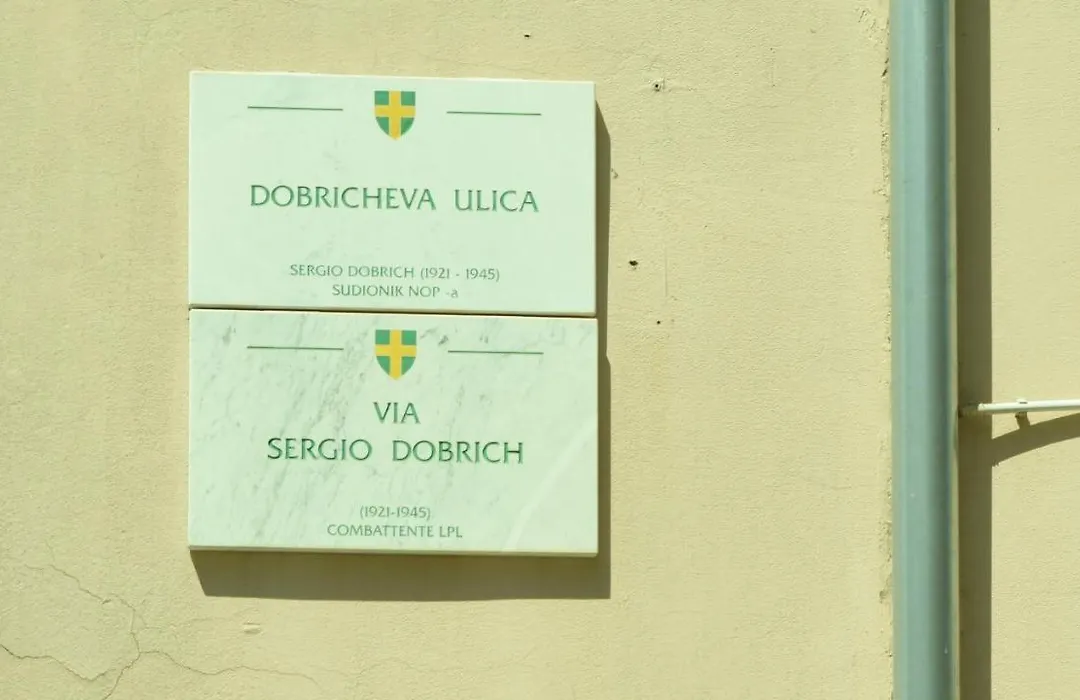 DOBRICHEVA ULICA
SERGIO DOBRICH (1921 - 1945)
SUDIONIK NOP -a
VIA
SERGIO DOBRICH
(1921-1945)
COMBATTENTE LPL